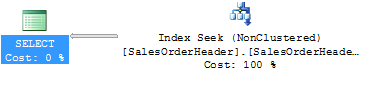 SELECT
Cost: 0 %
Index Seek (NonClustered)
[SalesOrderHeader].[SalesOrderHeade…
Cost: 100 %